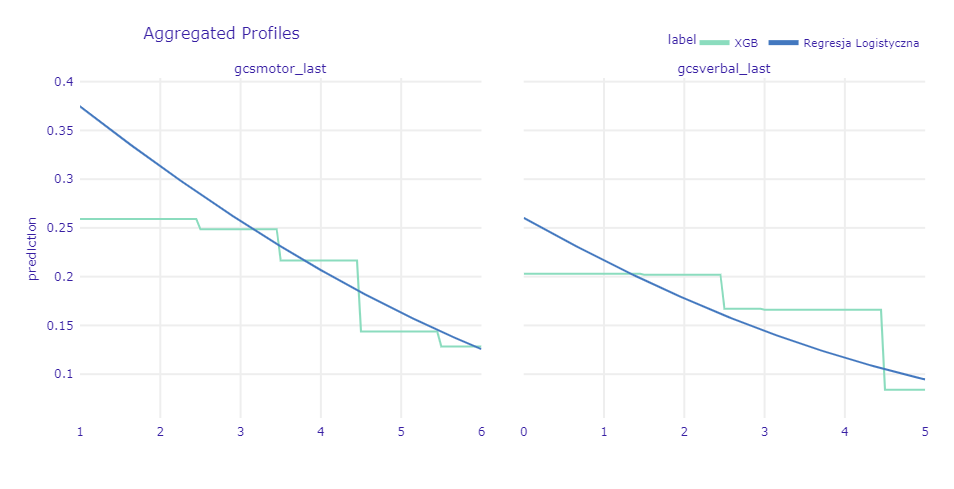 Aggregated Profiles
label XGB Regresja Logistyczna
gcsmotor_last gcsverbal_last
prediction
0.4
0.35
0.3
0.25
0.2
0.15
0.1
1 2 3 4 5 6 0 1 2 3 4 5